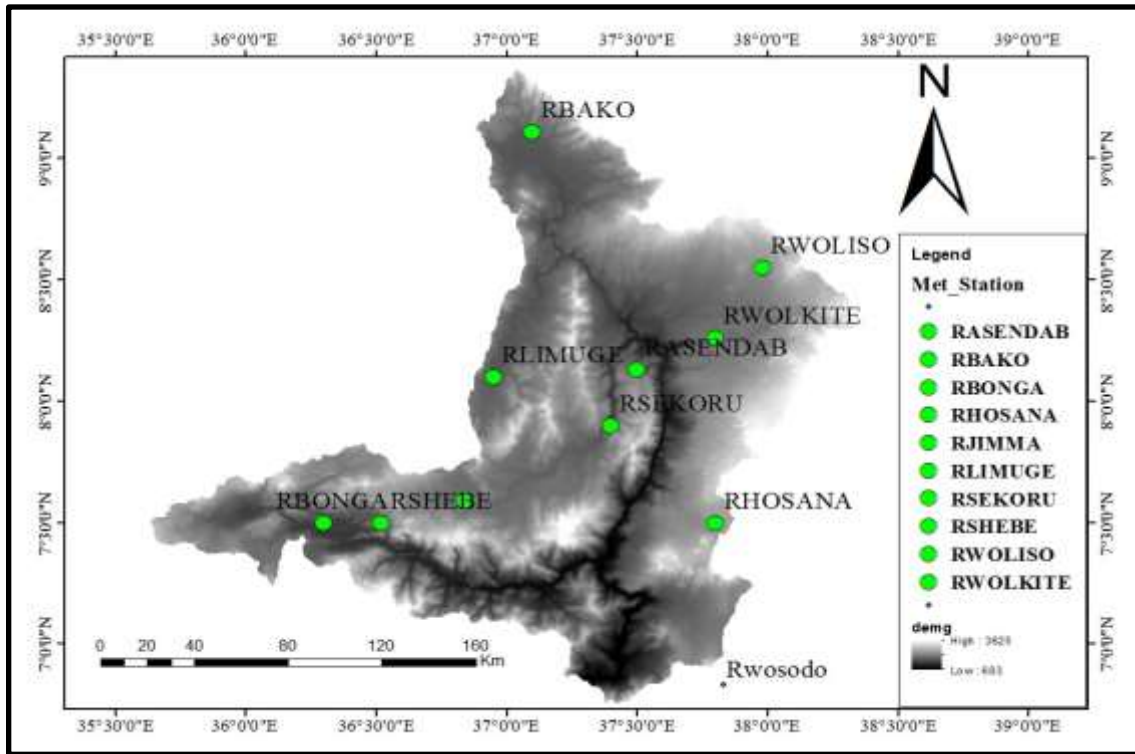 35°30'0"E 36°0'0"E 36°30'0"E 37°0'0"E 37°30'0"E 38°0'0"E 38°30'0"E 39°0'0"E
N
RBAKO
9°0'0"N 9°0'0"N
RWOLISO
8°30'0"N 8°30'0"N
RWOLKITE
RLIMUGE RASENDAB
8°0'0"N 8°0'0"N
RSEKORU
RBONGARSHEBE RHOSANA
7°30'0"N 7°30'0"N
7°0'0"N 7°0'0"N
Rwosodo
0 20 40 80 120 160
Km
Legend
Met_Station
RASENDAB
RBAKO
RBONGA
RHOSANA
RJIMMA
RLIMUGE
RSEKORU
RSHEBE
RWOLISO
RWOLKITE
demg
High :
Low :
35°30'0"E 36°0'0"E 36°30'0"E 37°0'0"E 37°30'0"E 38°0'0"E 38°30'0"E 39°0'0"E